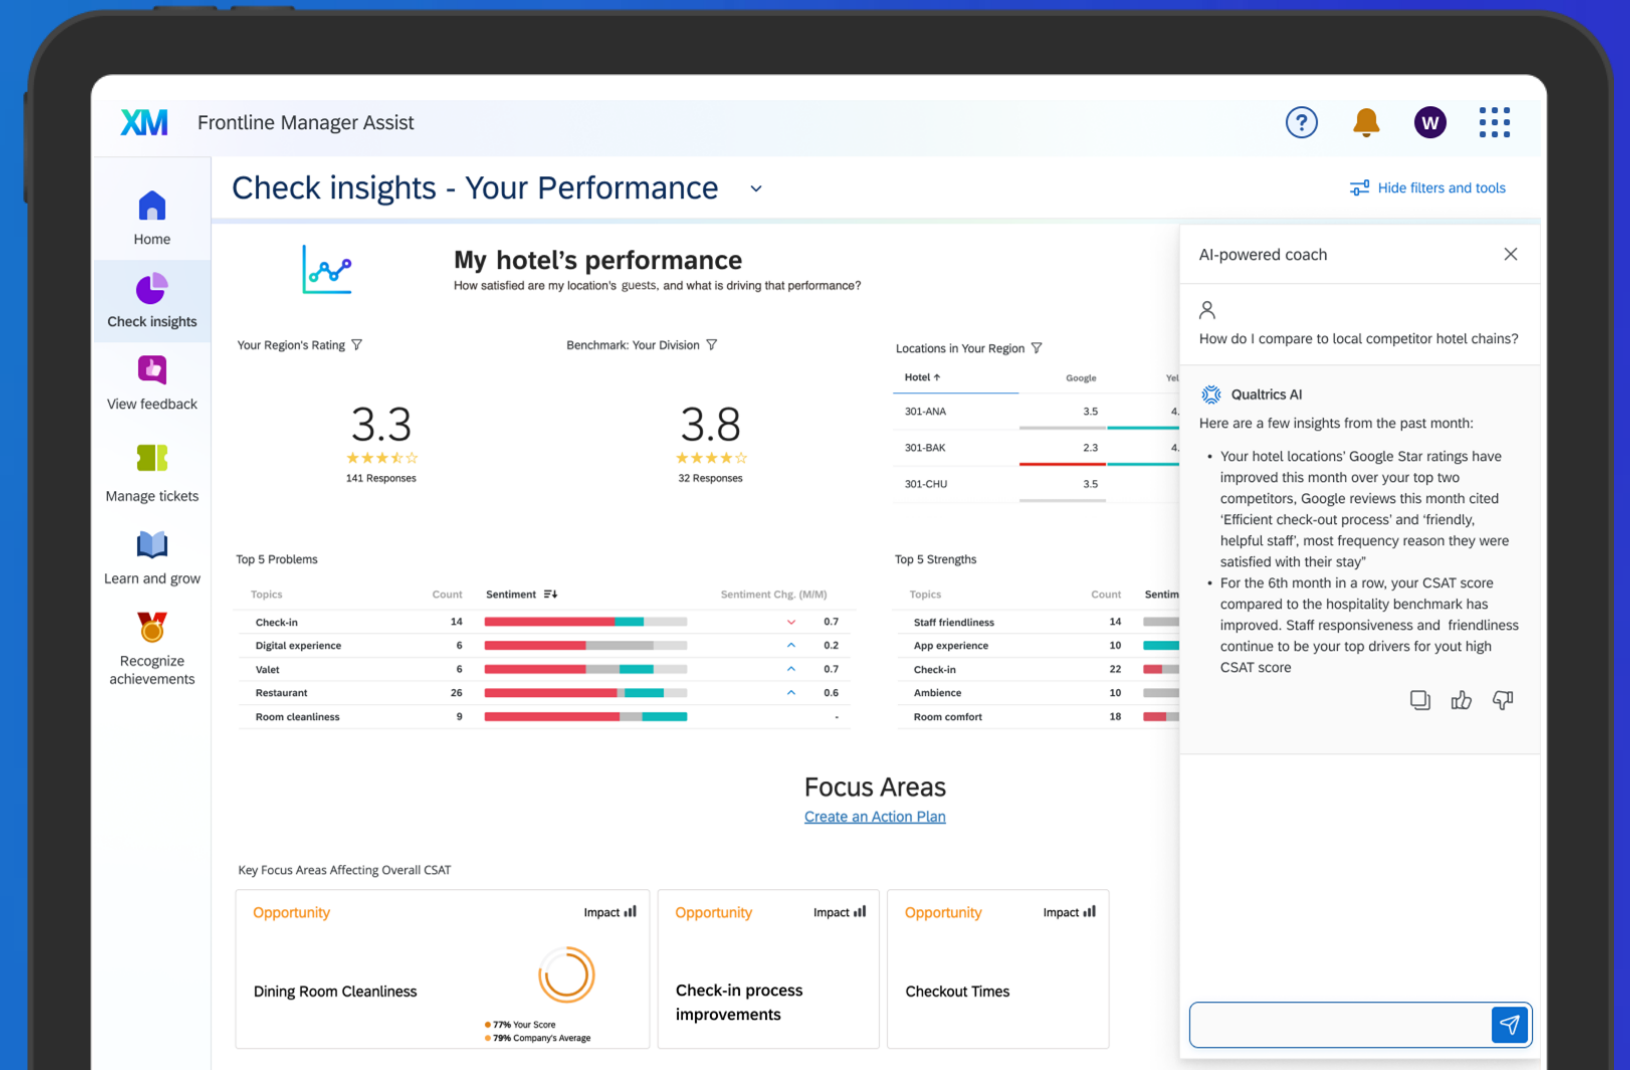 XM Frontline Manager Assist
? W
Check insights - Your Performance
Hide filters and tools
Home
Check insights
View feedback
Manage tickets
Learn and grow
Recognize
achievements
My hotel's performance
How satisfied are my location's guests, and what is driving that performance?
Your Region's Rating
3.3
141 Responses
Benchmark: Your Division
3.8
32 Responses
Locations in Your Region
Hotel ↑ Google Yel
301-ANA 3.5 4.
301-BAK 2.3 4.
301-CHU 3.5
Top 5 Problems
Topics Count Sentiment Sentiment Chg. (M/M)
Check-in 14 0.7
Digital experience 6 0.2
Valet 6 0.7
Restaurant 26 0.6
Room cleanliness 9 -
Top 5 Strengths
Topics Count Sentim
Staff friendliness 14
App experience 10
Check-in 22
Ambience 10
Room comfort 18
Focus Areas
Create an Action Plan
Key Focus Areas Affecting Overall CSAT
Opportunity Impact
Dining Room Cleanliness
77% Your Score
79% Company's Average
Opportunity Impact
Check-in process
improvements
Opportunity Impact
Checkout Times
AI-powered coach
How do I compare to local competitor hotel chains?
Qualtrics AI
Here are a few insights from the past month:
• Your hotel locations' Google Star ratings have
improved this month over your top two
competitors, Google reviews this month cited
‘Efficient check-out process’ and ‘friendly,
helpful staff’, most frequency reason they were
satisfied with their stay”
• For the 6th month in a row, your CSAT score
compared to the hospitality benchmark has
improved. Staff responsiveness and friendliness
continue to be your top drivers for yout high
CSAT score